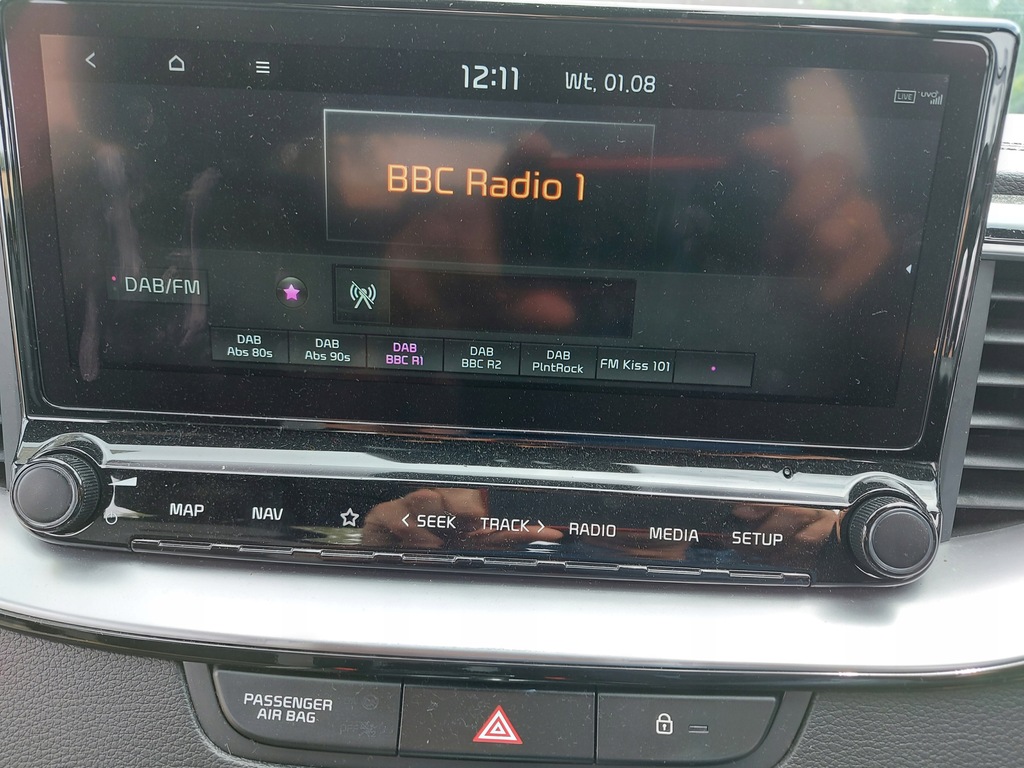 12:11 Wt, 01.08
LIVE UVO
BBC Radio 1
DAB/FM
DAB
Abs 80s
DAB
Abs 90s
DAB
BBC R1
DAB
BBC R2
DAB
PlntRock
FM Kiss 101
MAP NAV < SEEK TRACK > RADIO MEDIA SETUP
PASSENGER
AIR BAG